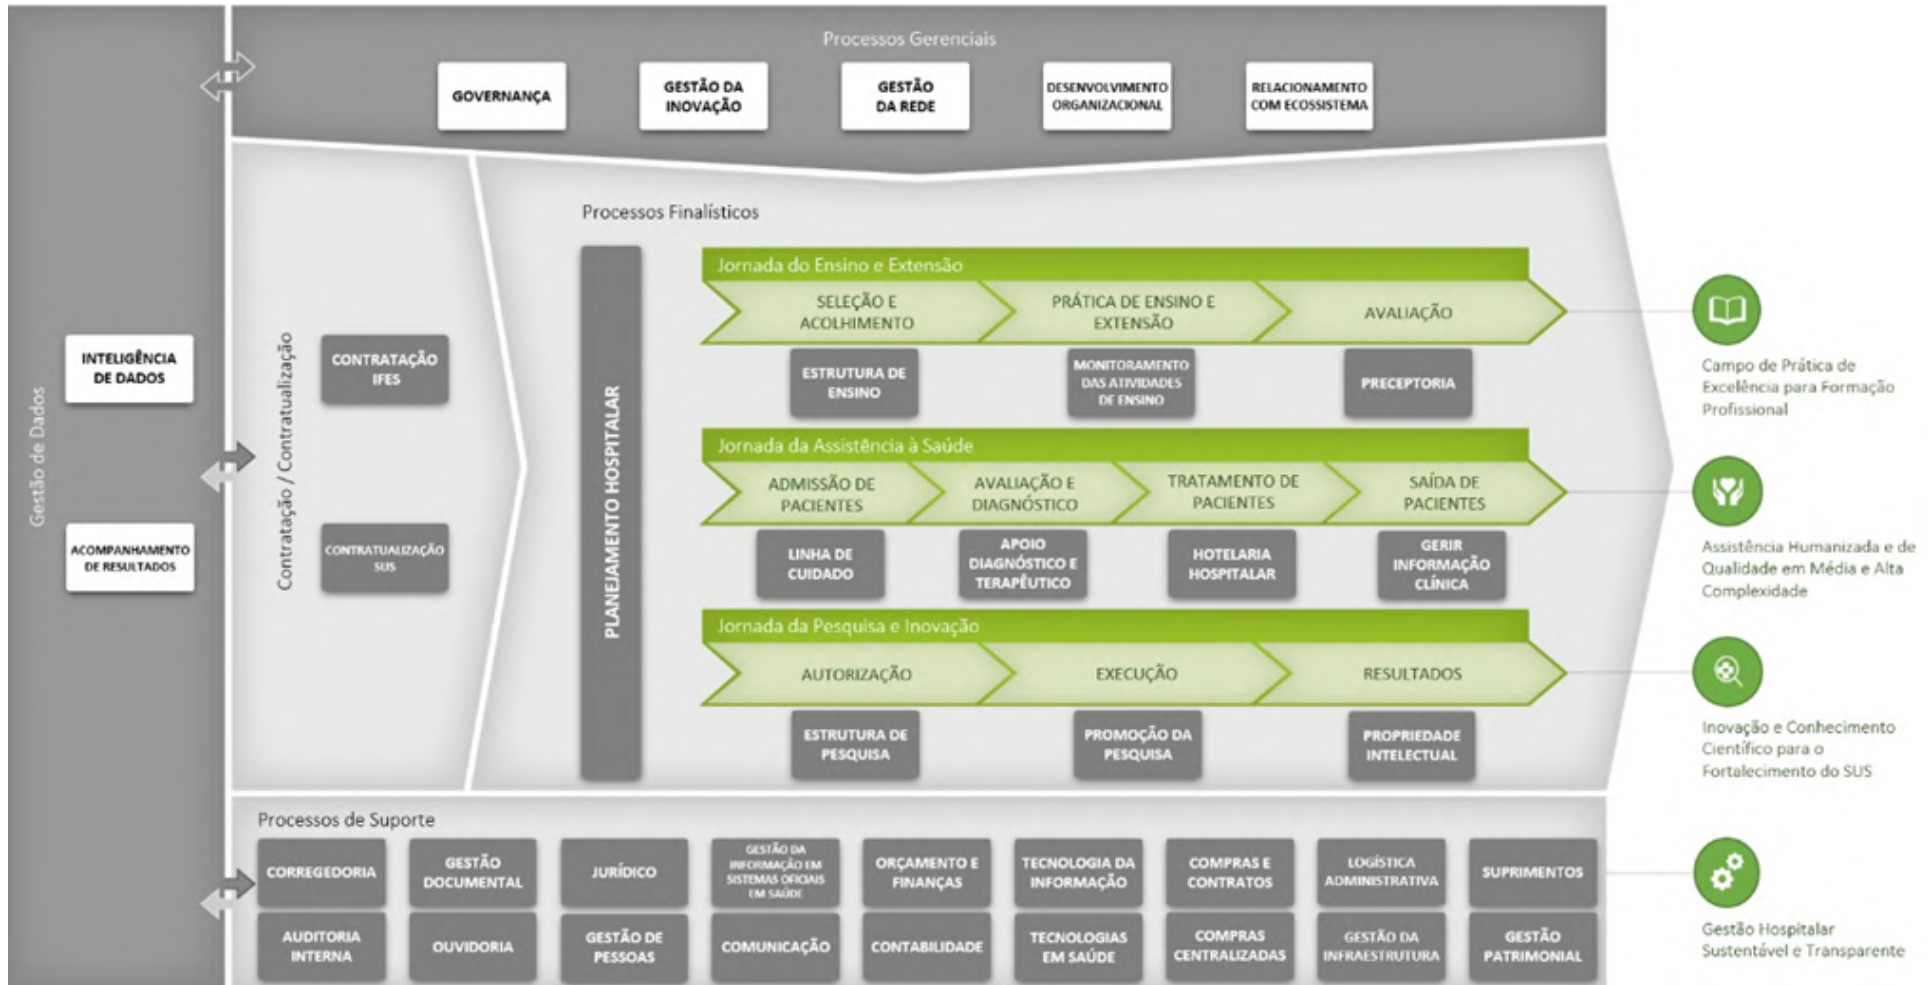 Processos Gerenciais
GOVERNANÇA
GESTÃO DA
INOVAÇÃO
GESTÃO
DA REDE
DESENVOLVIMENTO
ORGANIZACIONAL
RELACIONAMENTO
COM ECOSSISTEMA
Gestão de Dados
INTELIGÊNCIA
DE DADOS
ACOMPANHAMENTO
DE RESULTADOS
Contratação / Contratualização
CONTRATAÇÃO
IFES
CONTRATUALIZAÇÃO
SUS
Processos Finalísticos
PLANEJAMENTO HOSPITALAR
Jornada do Ensino e Extensão
SELEÇÃO E
ACOLHIMENTO
PRÁTICA DE ENSINO E
EXTENSÃO
AVALIAÇÃO
ESTRUTURA DE
ENSINO
MONITORAMENTO
DAS ATIVIDADES
DE ENSINO
PRECEPTORIA
Campo de Prática de
Excelência para Formação
Profissional
Jornada da Assistência à Saúde
ADMISSÃO DE
PACIENTES
AVALIAÇÃO E
DIAGNÓSTICO
TRATAMENTO DE
PACIENTES
SAÍDA DE
PACIENTES
LINHA DE
CUIDADO
APOIO
DIAGNÓSTICO E
TERAPÊUTICO
HOTELARIA
HOSPITALAR
GERIR
INFORMAÇÃO
CLÍNICA
Assistência Humanizada e de
Qualidade em Média e Alta
Complexidade
Jornada da Pesquisa e Inovação
AUTORIZAÇÃO
EXECUÇÃO
RESULTADOS
ESTRUTURA DE
PESQUISA
PROMOÇÃO DA
PESQUISA
PROPRIEDADE
INTELECTUAL
Inovação e Conhecimento
Científico para o
Fortalecimento do SUS
Processos de Suporte
CORREGEDORIA
GESTÃO
DOCUMENTAL
JURÍDICO
GESTÃO DA
INFORMAÇÃO EM
SISTEMAS OFICIAIS
EM SAÚDE
ORÇAMENTO E
FINANÇAS
TECNOLOGIA DA
INFORMAÇÃO
COMPRAS E
CONTRATOS
LOGÍSTICA
ADMINISTRATIVA
SUPRIMENTOS
AUDITORIA
INTERNA
OUVIDORIA
GESTÃO DE
PESSOAS
COMUNICAÇÃO
CONTABILIDADE
TECNOLOGIAS
EM SAÚDE
COMPRAS
CENTRALIZADAS
GESTÃO DA
INFRAESTRUTURA
GESTÃO
PATRIMONIAL
Gestão Hospitalar
Sustentável e Transparente